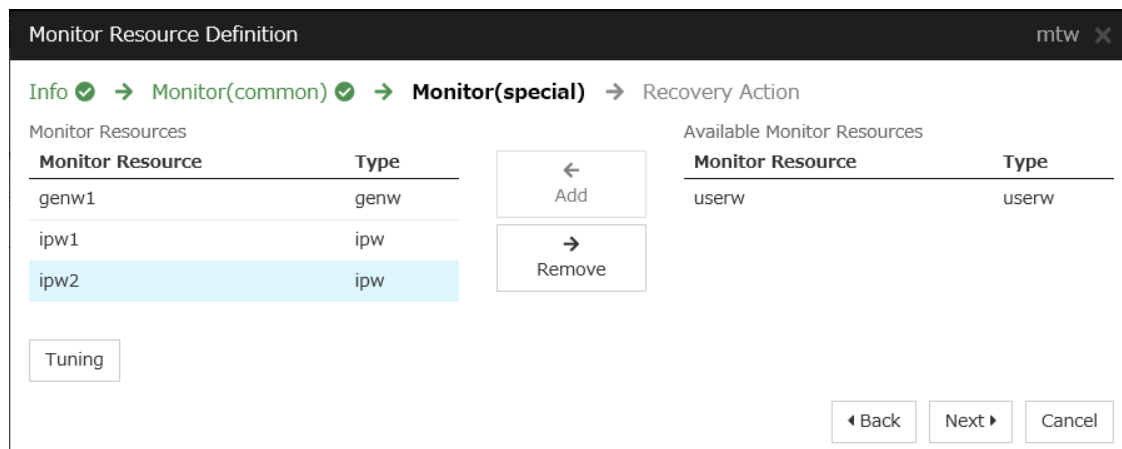 Monitor Resource Definition mtw
Info → Monitor(common) → Monitor(special) → Recovery Action
Monitor Resources Available Monitor Resources
Monitor Resource Type Monitor Resource Type
← Add
genw1 genw userw userw
ipw1 ipw
→ Remove
ipw2 ipw
Tuning
Back Next Cancel